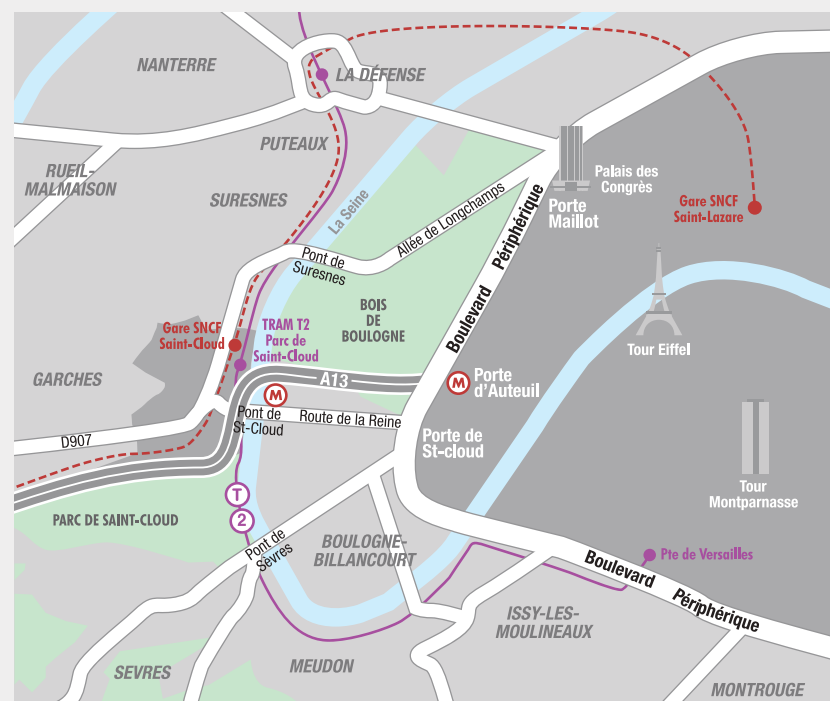 NANTERRE
LA DÉFENSE
PUTEAUX
RUEIL-
MALMAISON
SURESNES
La Seine
Allée de Longchamps
Palais des
Congrès
Porte
Maillot
Gare SNCF
Saint-Lazare
Boulevard Périphérique
Pont de
Suresnes
BOIS
DE
BOULOGNE
Gare SNCF
Saint-Cloud
TRAM T2
Parc de
Saint-Cloud
Tour Eiffel
GARCHES
A13
M
M
Porte
d'Auteuil
Pont de
St-Cloud
Route de la Reine
D907
Porte de
St-cloud
Tour
Montparnasse
T
2
PARC DE SAINT-CLOUD
Pont de
Sèvres
BOULOGNE-
BILLANCOURT
Pte de Versailles
Boulevard Périphérique
ISSY-LES-
MOULINEAUX
SEVRES
MEUDON
MONTROUGE